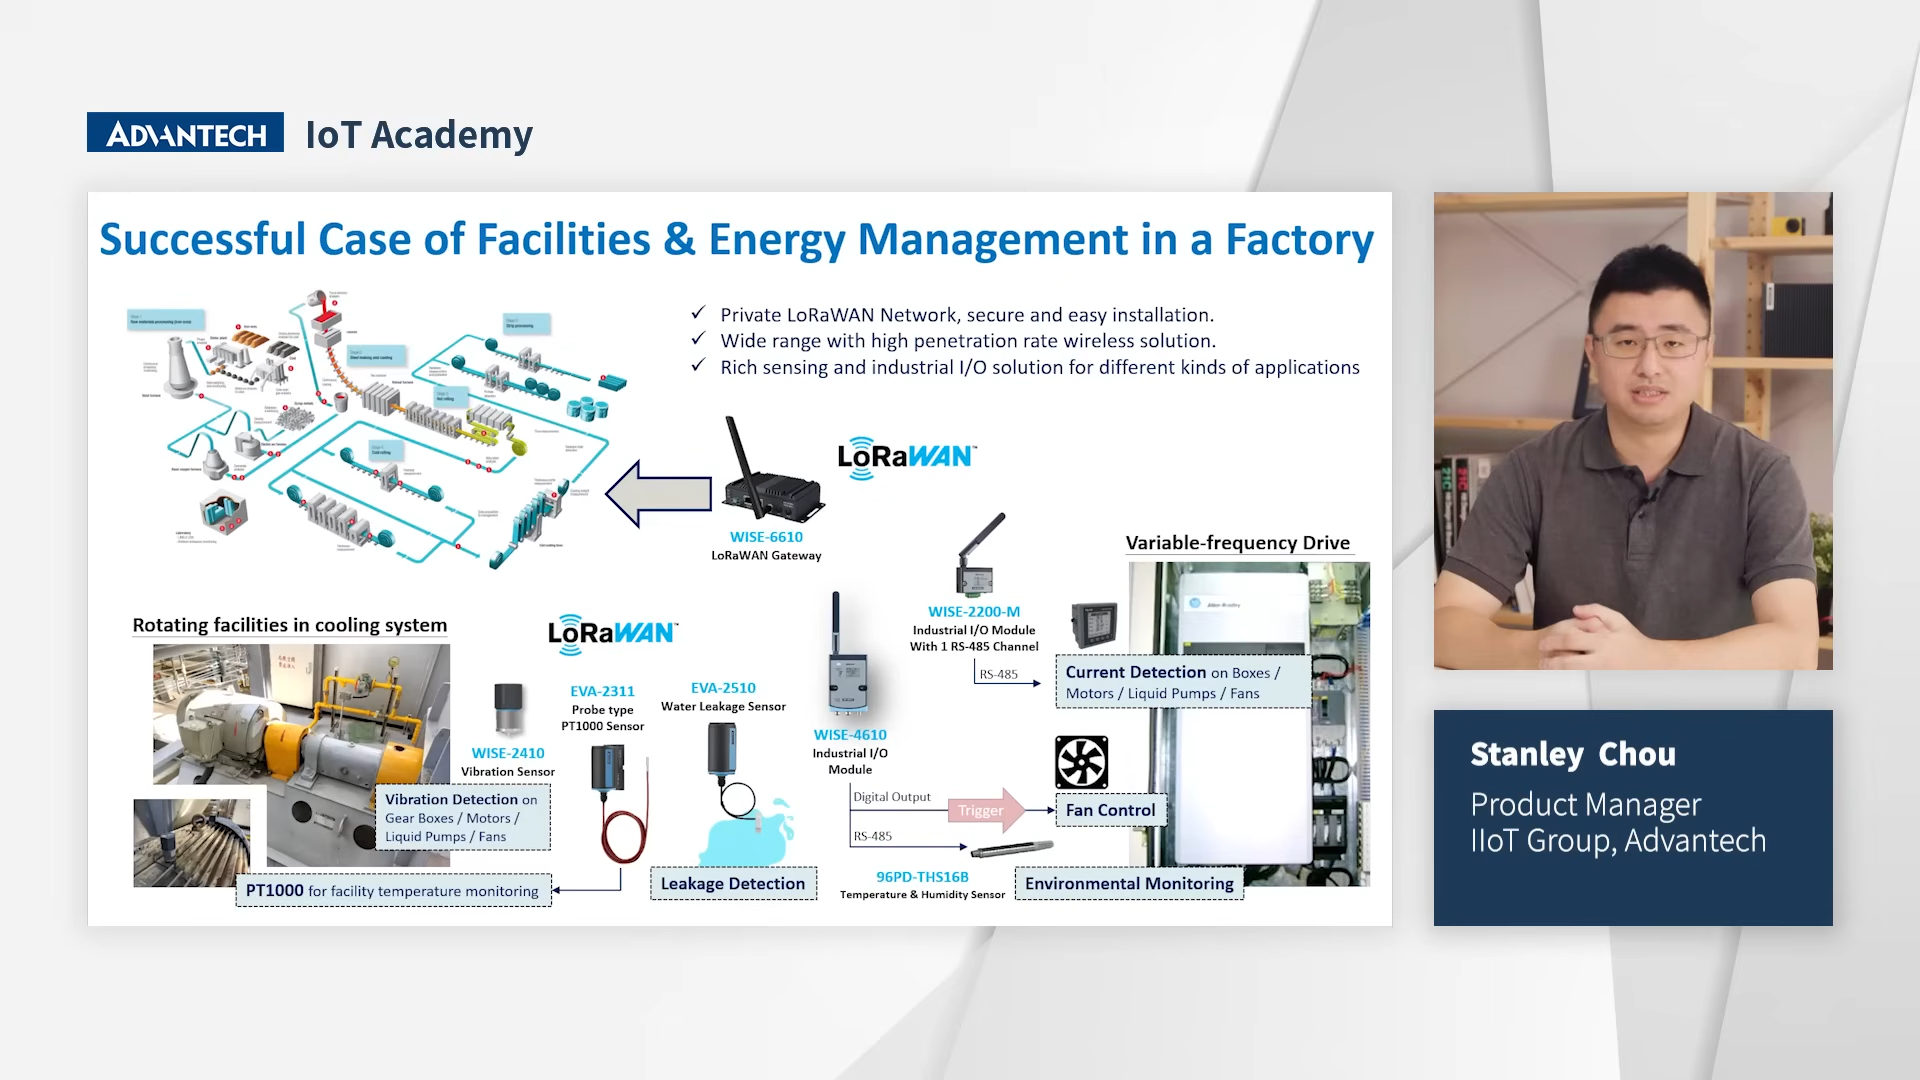 ADVANTECH IoT Academy
Successful Case of Facilities & Energy Management in a Factory
✓ Private LoRaWAN Network, secure and easy installation.
✓ Wide range with high penetration rate wireless solution.
✓ Rich sensing and industrial I/O solution for different kinds of applications
LoRaWAN™
WISE-6610
LoRaWAN Gateway
Variable-frequency Drive
WISE-2200-M
Industrial I/O Module
With 1 RS-485 Channel
RS-485
Current Detection on Boxes /
Motors / Liquid Pumps / Fans
Rotating facilities in cooling system
LoRaWAN™
WISE-2410
Vibration Sensor
EVA-2311
Probe type
PT1000 Sensor
EVA-2510
Water Leakage Sensor
WISE-4610
Industrial I/O
Module
Vibration Detection on
Gear Boxes / Motors /
Liquid Pumps / Fans
PT1000 for facility temperature monitoring
Leakage Detection
Digital Output
Trigger
Fan Control
RS-485
96PD-THS16B
Temperature & Humidity Sensor
Environmental Monitoring
Stanley Chou
Product Manager
IIoT Group, Advantech